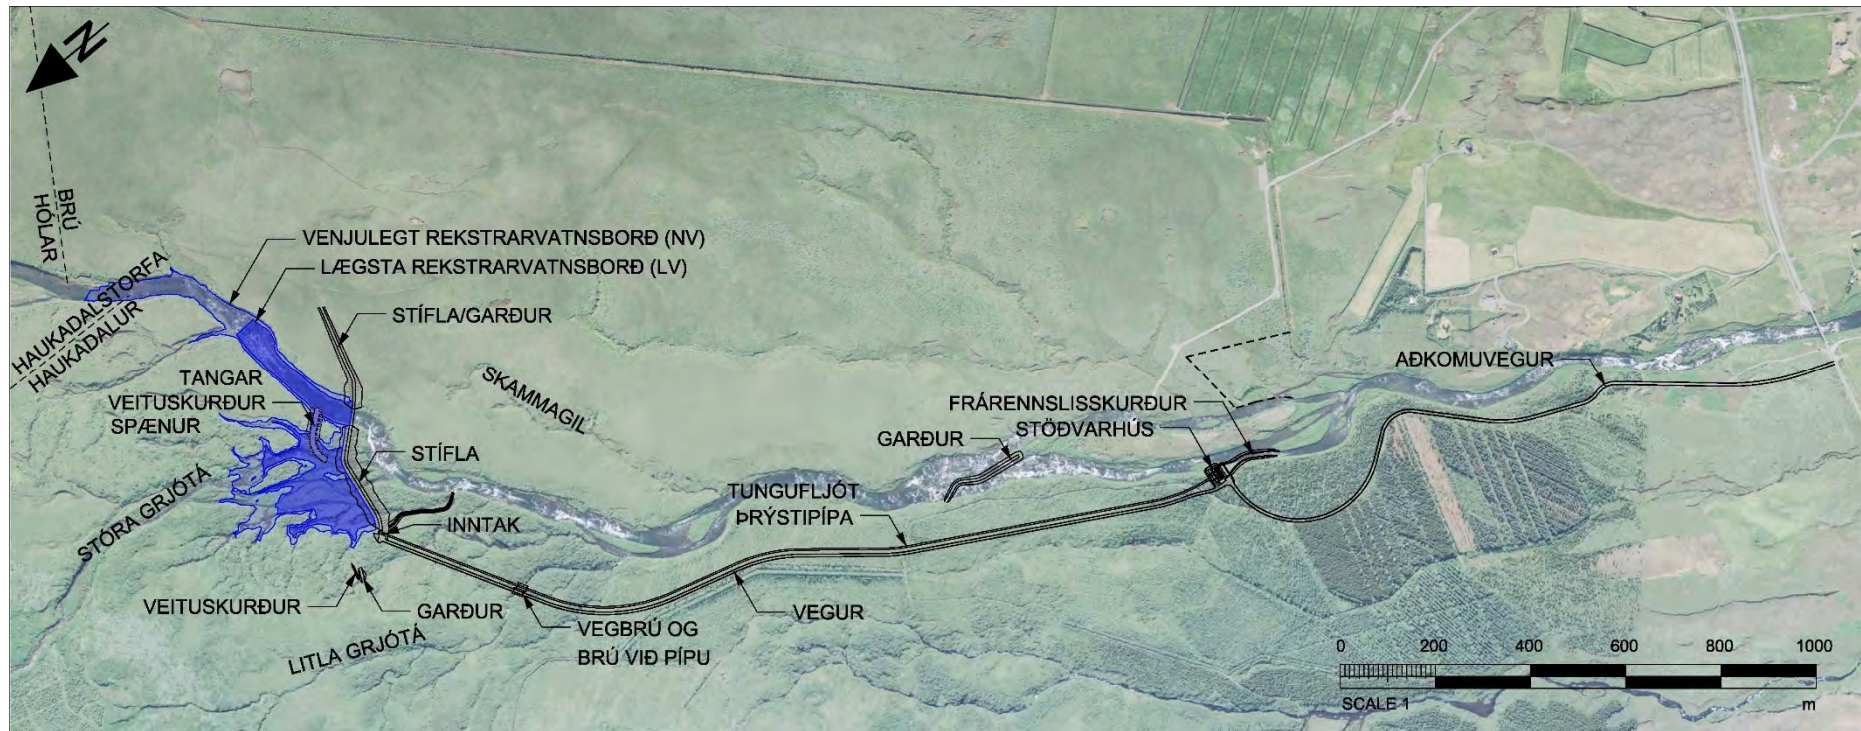 N
BRÚ
HÓLAR
HAUKADALSTORFA
HAUKADALUR
VENJULEGT REKSTRARVATNSBORÐ (NV)
LÆGSTA REKSTRARVATNSBORÐ (LV)
STÍFLA/GARÐUR
TANGAR
VEITUSKURÐUR
SPÆNUR
SKAMMAGIL
STÍFLA
STÓRA GRJÓTÁ
INNTAK
VEITUSKURÐUR
GARÐUR
LITLA GRJÓTÁ
VEGBRÚ OG
BRÚ VIÐ PÍPU
VEGUR
TUNGUFLJÓT
ÞRÝSTIPÍPA
GARÐUR
FRÁRENNSLISSKURÐUR
STÖÐVARHÚS
AÐKOMUVEGUR
0 200 400 600 800 1000
SCALE 1
m